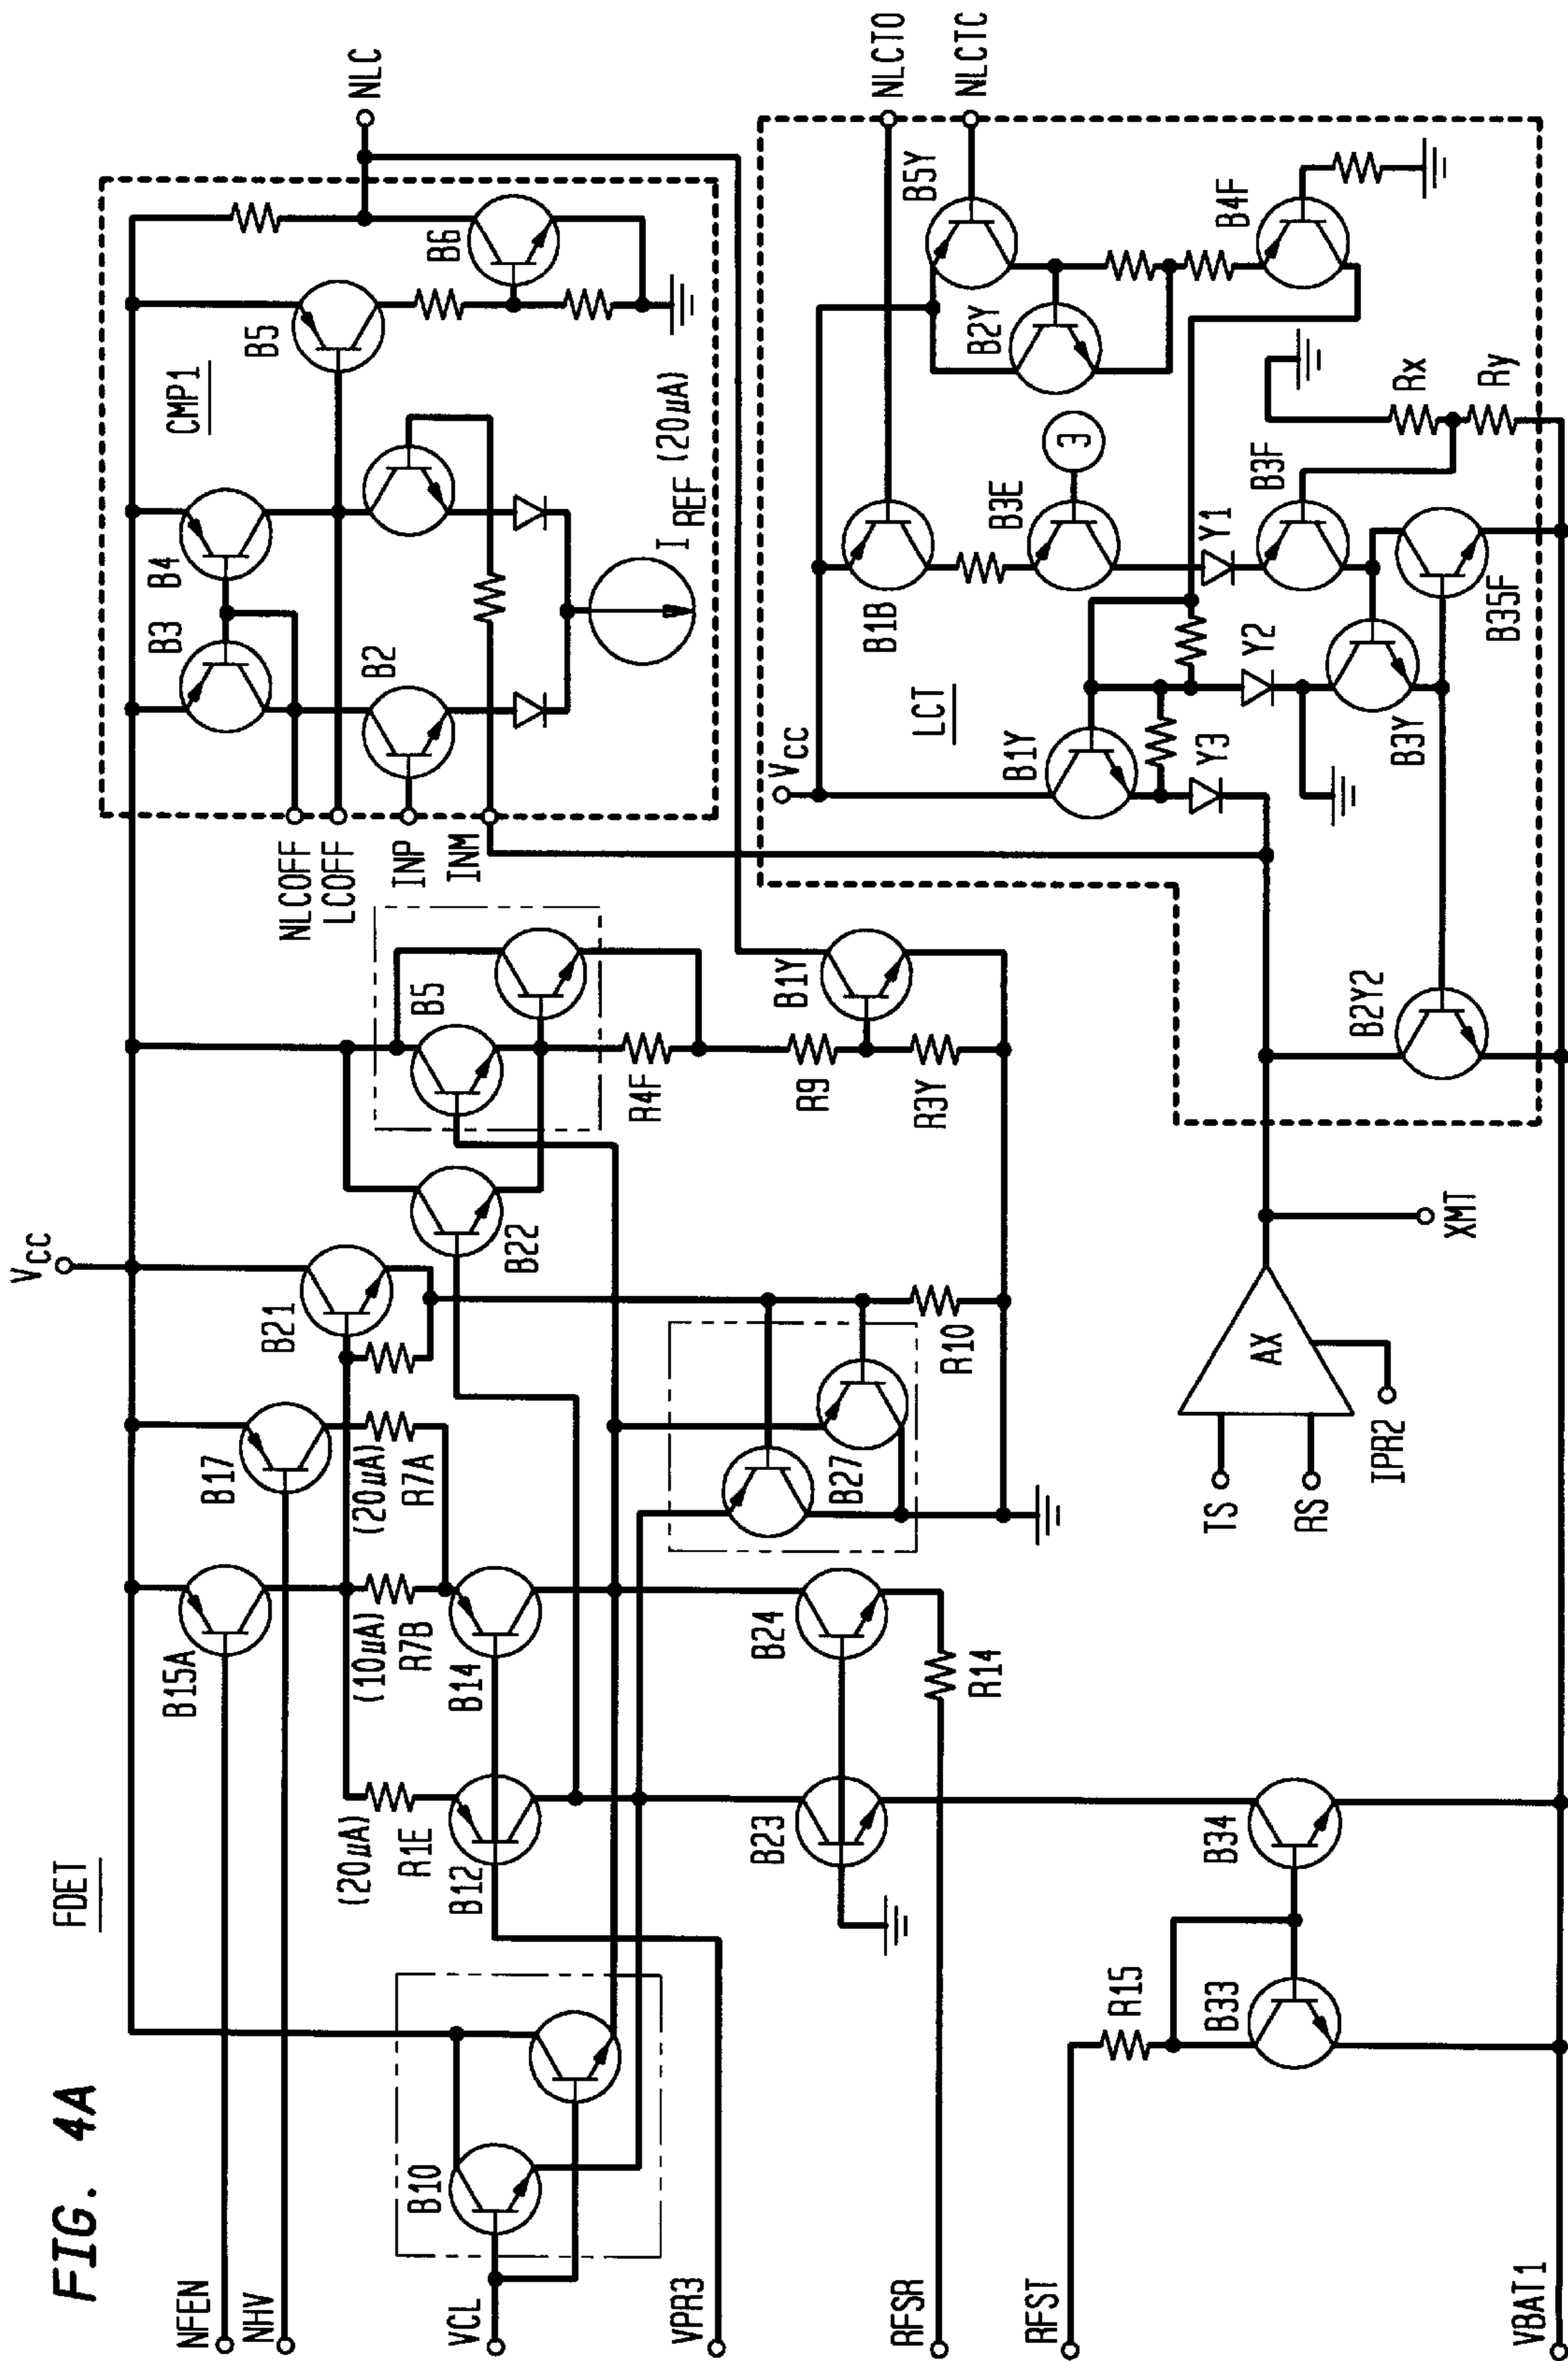 FIG. 4A
FDET
NFEN
NHV
VCL
VPR3
RFSR
RFST
VBAT1
VCC
B15A
B17
B21
(20µA)
R1E
(10µA)
R7B
(20µA)
R7A
B10
B12
B14
B22
B5
R4F
R9
R3Y
B1Y
B23
B24
B27
R10
R14
R15
B33
B34
NLCOFF
LCOFF
INP
INM
CMP1
B3
B4
B5
B6
B2
IREF (20µA)
NLC
TS
RS
IPR2
AX
XMT
LCT
VCC
B1Y
Y3
Y2
Y1
B1B
B3E
3
B2Y
B5Y
B4F
B3F
Rx
Ry
B3Y
B35F
B2Y2
NLCTO
NLCTC